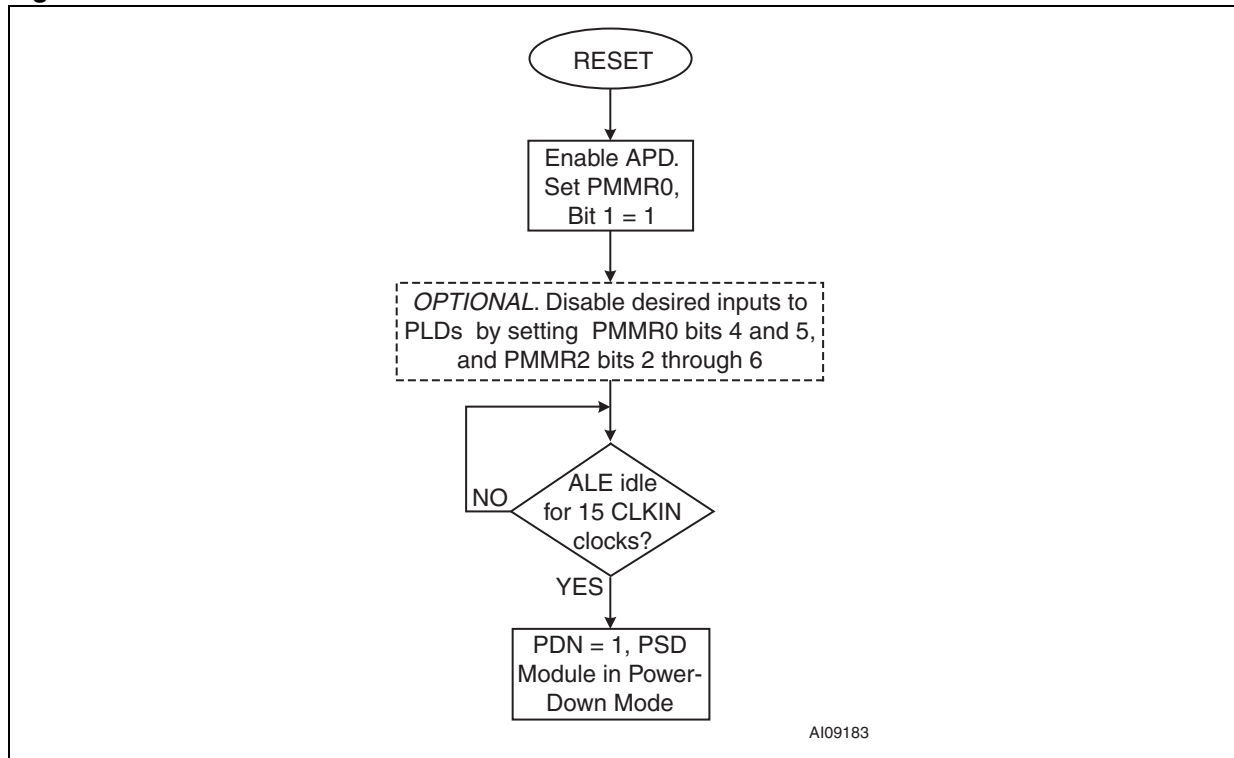 RESET
Enable APD.
Set PMMR0,
Bit 1 = 1
OPTIONAL. Disable desired inputs to
PLDs by setting PMMR0 bits 4 and 5,
and PMMR2 bits 2 through 6
NO
ALE idle
for 15 CLKIN
clocks?
YES
PDN = 1, PSD
Module in Power-
Down Mode
AI09183